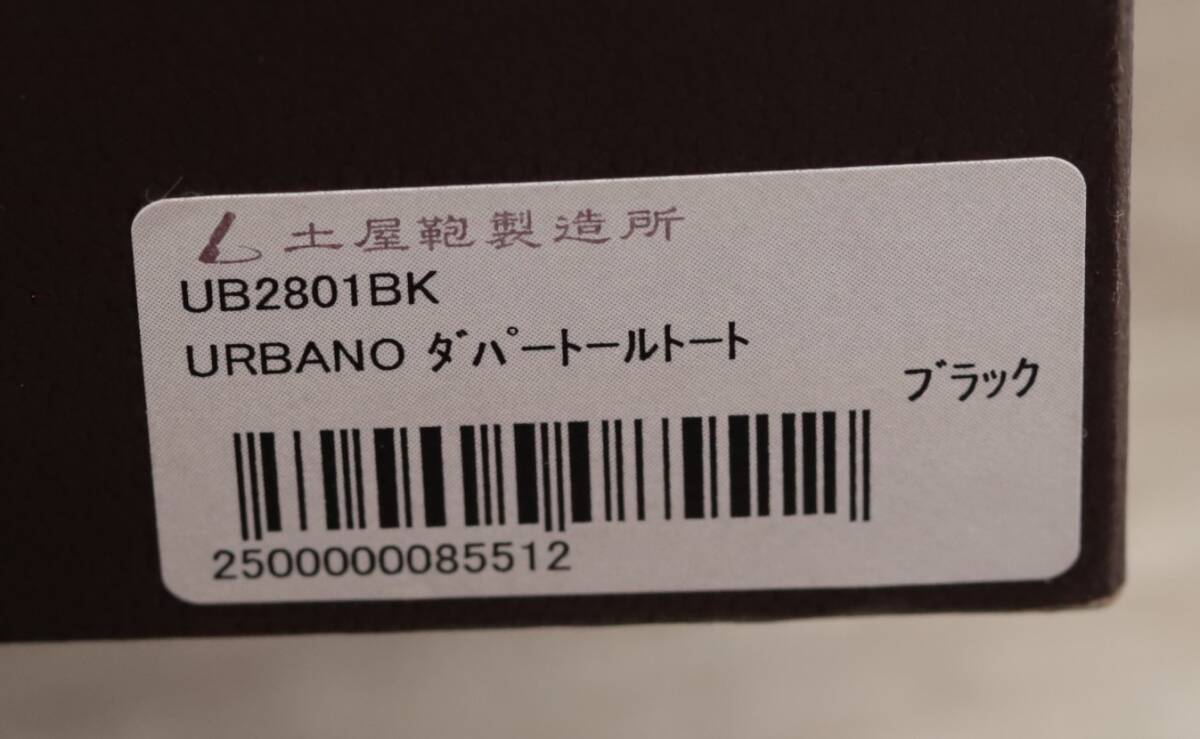 土屋鞄製造所
UB2801BK
URBANO ﾀﾞﾊﾟｰﾄｰﾙﾄｰﾄ
ﾌﾞﾗｯｸ
2500000085512